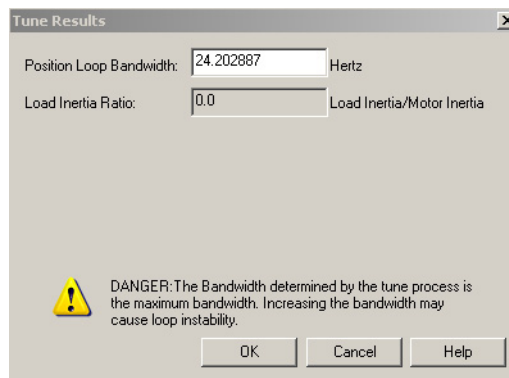 Tune Results
Position Loop Bandwidth: 24.202887 Hertz
Load Inertia Ratio: 0.0 Load Inertia/Motor Inertia
DANGER:The Bandwidth determined by the tune process is
the maximum bandwidth. Increasing the bandwidth may
cause loop instability.
OK Cancel Help